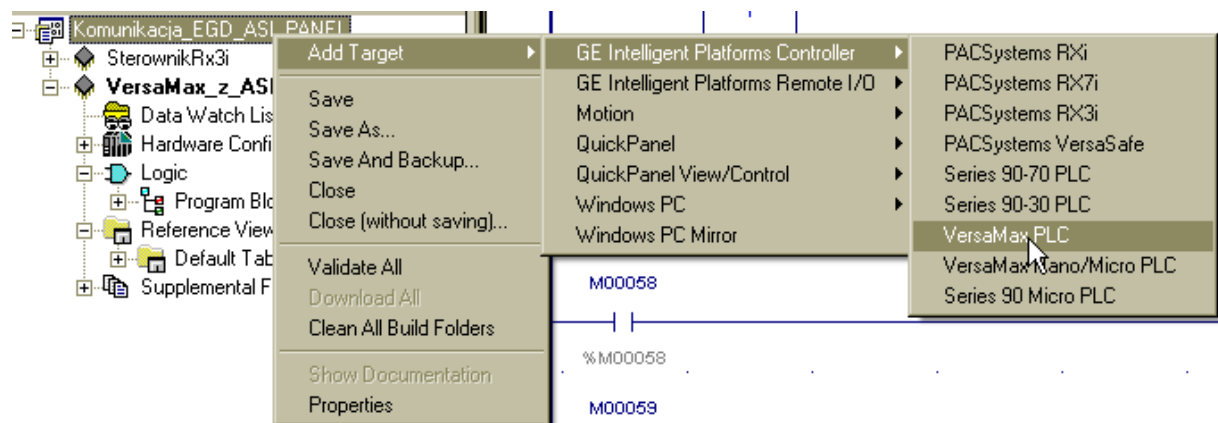 Komunikacja_EGD_ASI_PANEL
SterownikRx3i
VersaMax_z_ASI
Data Watch Lis
Hardware Confi
Logic
Program Blo
Reference View
Default Tab
Supplemental F
Add Target
Save
Save As...
Save And Backup...
Close
Close (without saving)...
Validate All
Download All
Clean All Build Folders
Show Documentation
Properties
GE Intelligent Platforms Controller
GE Intelligent Platforms Remote I/O
Motion
QuickPanel
QuickPanel View/Control
Windows PC
Windows PC Mirror
PACSystems RXi
PACSystems RX7i
PACSystems RX3i
PACSystems VersaSafe
Series 90-70 PLC
Series 90-30 PLC
VersaMax PLC
VersaMax Nano/Micro PLC
Series 90 Micro PLC
M00058
%M00058
M00059